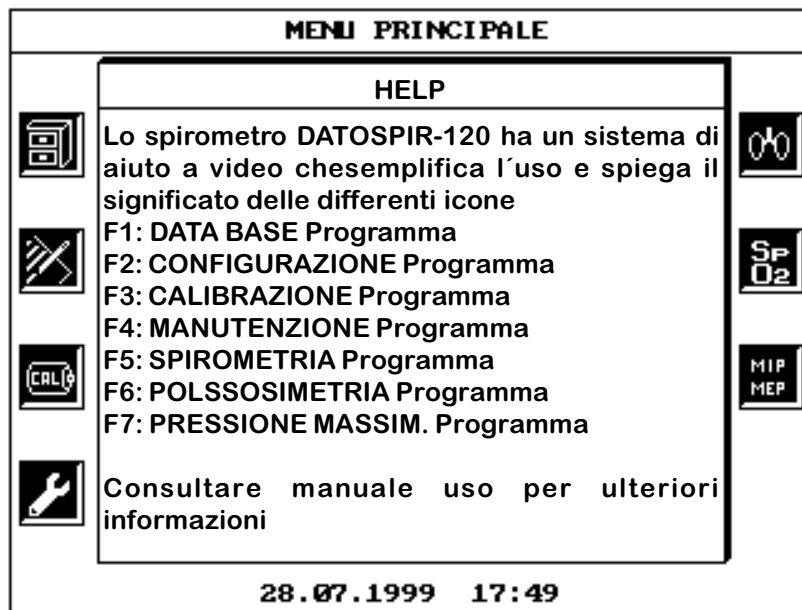 MENU PRINCIPALE
HELP
Lo spirometro DATOSPIR-120 ha un sistema di
aiuto a video chesemplifica l´uso e spiega il
significato delle differenti icone
F1: DATA BASE Programma
F2: CONFIGURAZIONE Programma
F3: CALIBRAZIONE Programma
F4: MANUTENZIONE Programma
F5: SPIROMETRIA Programma
F6: POLSSOSIMETRIA Programma
F7: PRESSIONE MASSIM. Programma
Consultare manuale uso per ulteriori
informazioni
CAL
SP
O2
MIP
MEP
28.07.1999 17:49